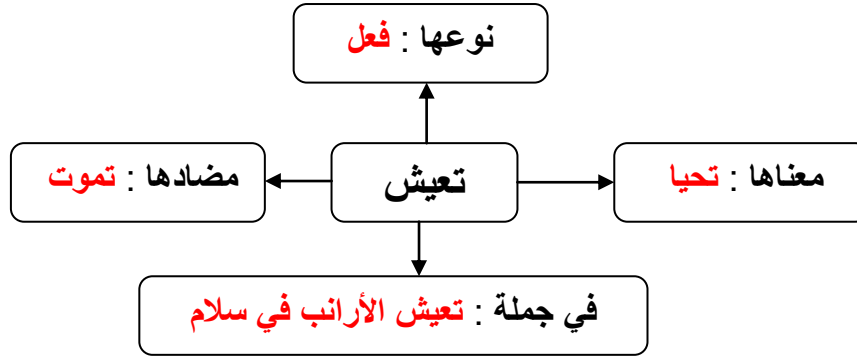 نوعها : فعل
معناها : تحيا
تعيش
مضادها : تموت
في جملة : تعيش الأرانب في سلام